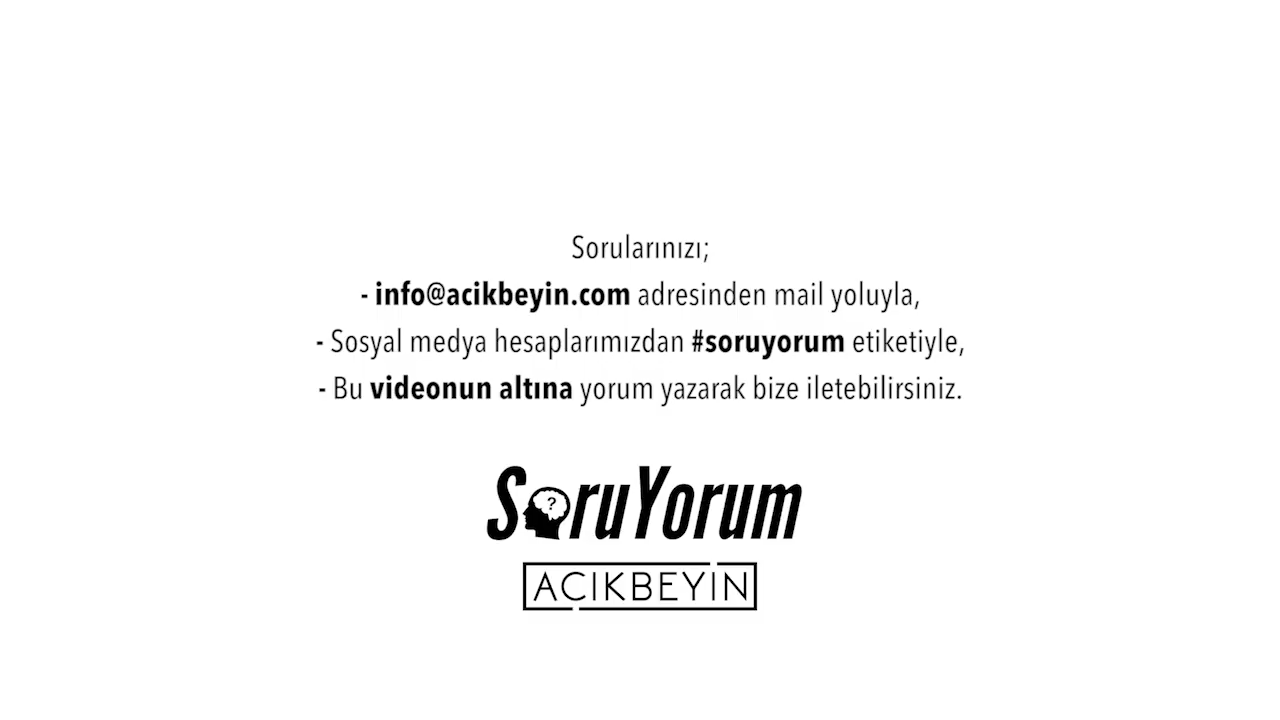 Sorularınızı;
- info@acikbeyin.com adresinden mail yoluyla,
- Sosyal medya hesaplarımızdan #soruyorum etiketiyle,
- Bu videonun altına yorum yazarak bize iletebilirsiniz.
SoruYorum
AÇIKBEYİN